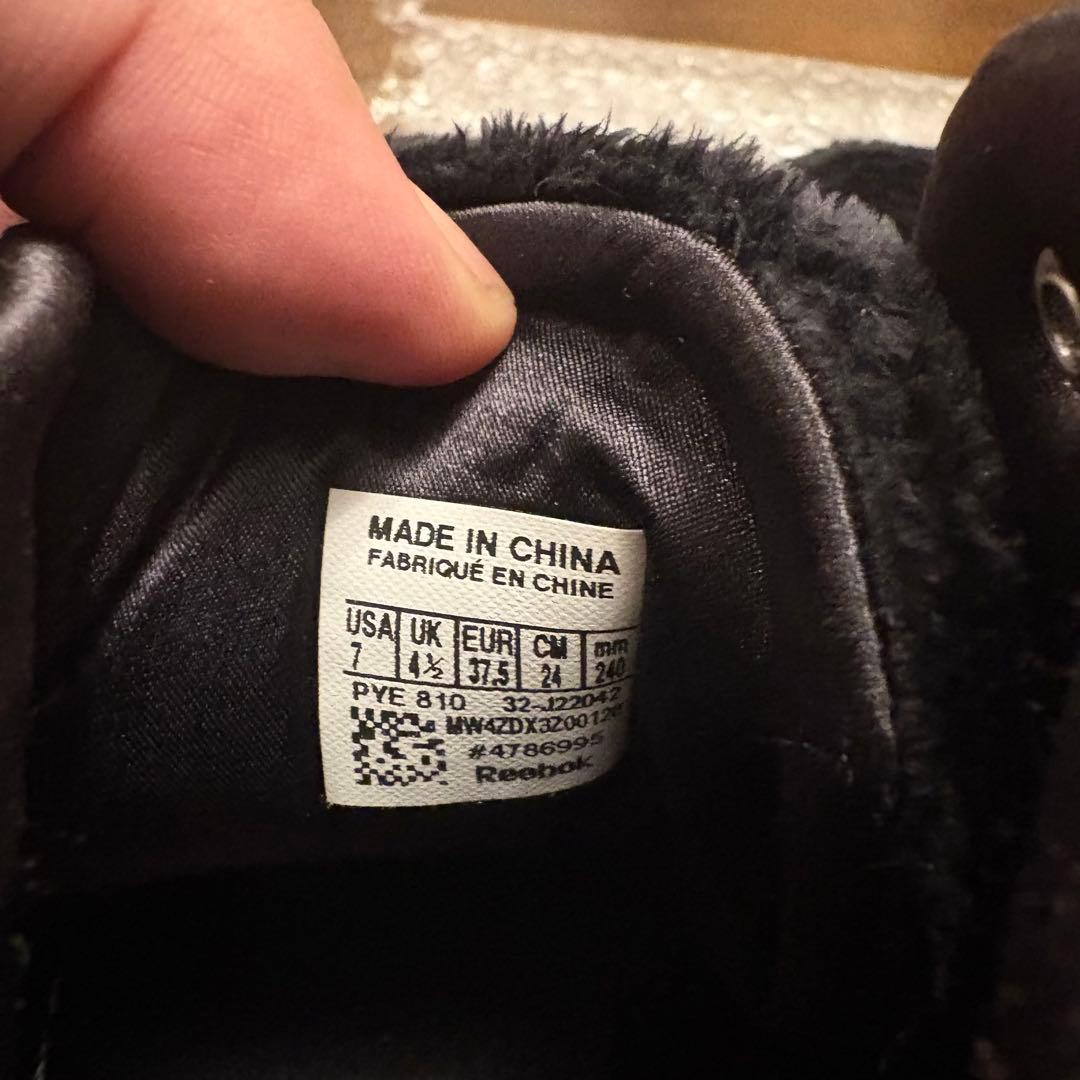 MADE IN CHINA
FABRIQUÉ EN CHINE
USA UK EUR CM mm
7 4½ 37.5 24 240
PYE 810 32-J22042
#4786995
Reebok